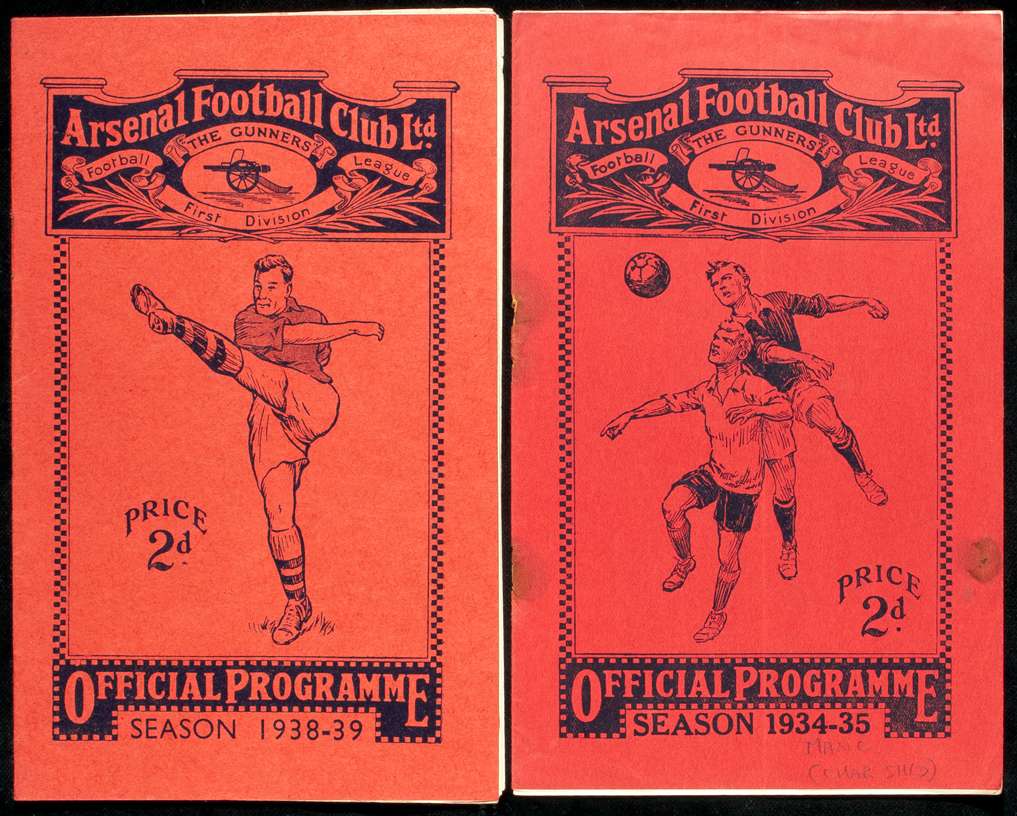 Arsenal Football Club Ltd.
THE GUNNERS
Football League
First Division
PRICE
2d.
OFFICIAL PROGRAMME
SEASON 1938-39
Arsenal Football Club Ltd.
THE GUNNERS
Football League
First Division
PRICE
2d.
OFFICIAL PROGRAMME
SEASON 1934-35